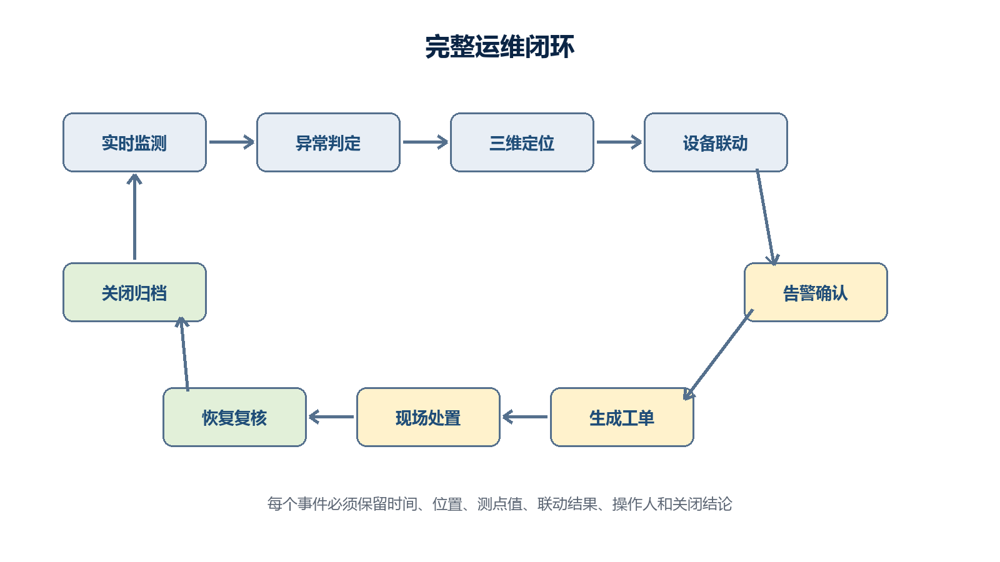 完整运维闭环
实时监测
异常判定
三维定位
设备联动
告警确认
生成工单
现场处置
恢复复核
关闭归档
每个事件必须保留时间、位置、测点值、联动结果、操作人和关闭结论